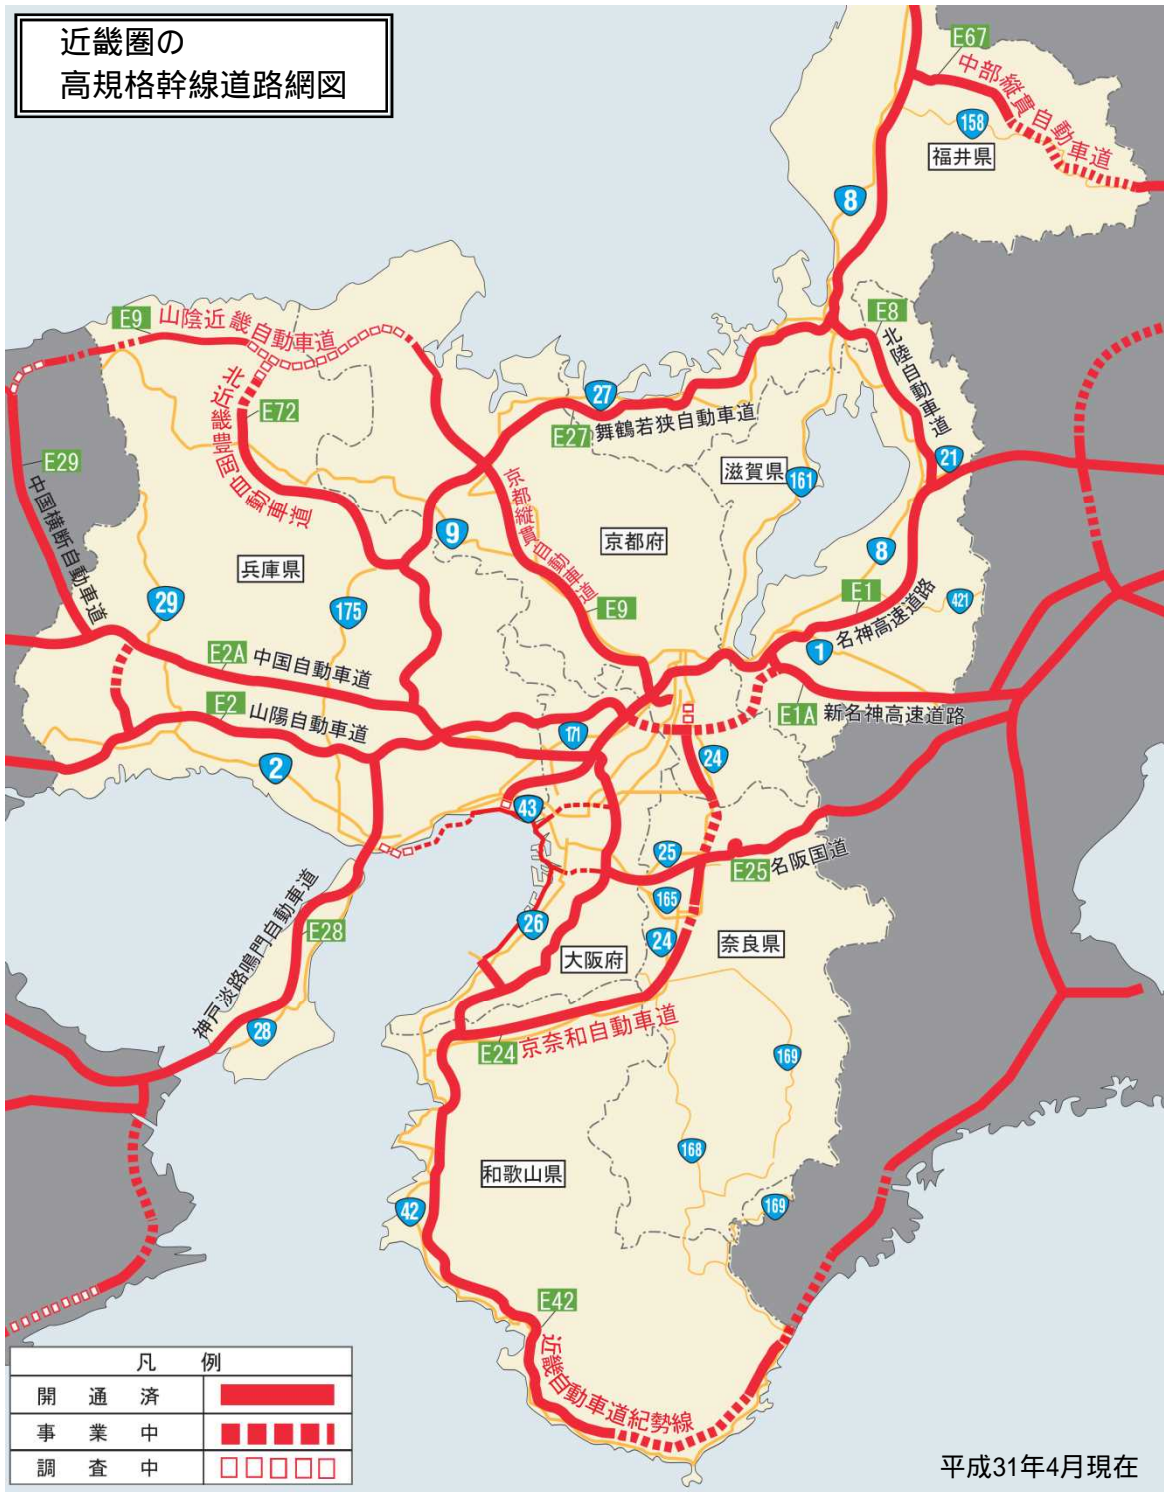 近畿圏の
高規格幹線道路網図
E67
中部縦貫自動車道
158
福井県
8
E9
山陰近畿自動車道
E8
北陸自動車道
北近畿豊岡自動車道
E72
27
E27
舞鶴若狭自動車道
E29
中国横断自動車道
滋賀県
161
21
京都縦貫自動車道
9
京都府
8
兵庫県
E9
E1
名神高速道路
421
29
175
1
E2A
中国自動車道
E2
山陽自動車道
E1A
新名神高速道路
171
24
2
43
25
E25
名阪国道
165
神戸淡路鳴門自動車道
E28
26
24
奈良県
大阪府
28
E24
京奈和自動車道
169
168
和歌山県
42
169
E42
近畿自動車道紀勢線
凡 例
開 通 済
事 業 中
調 査 中
平成31年4月現在